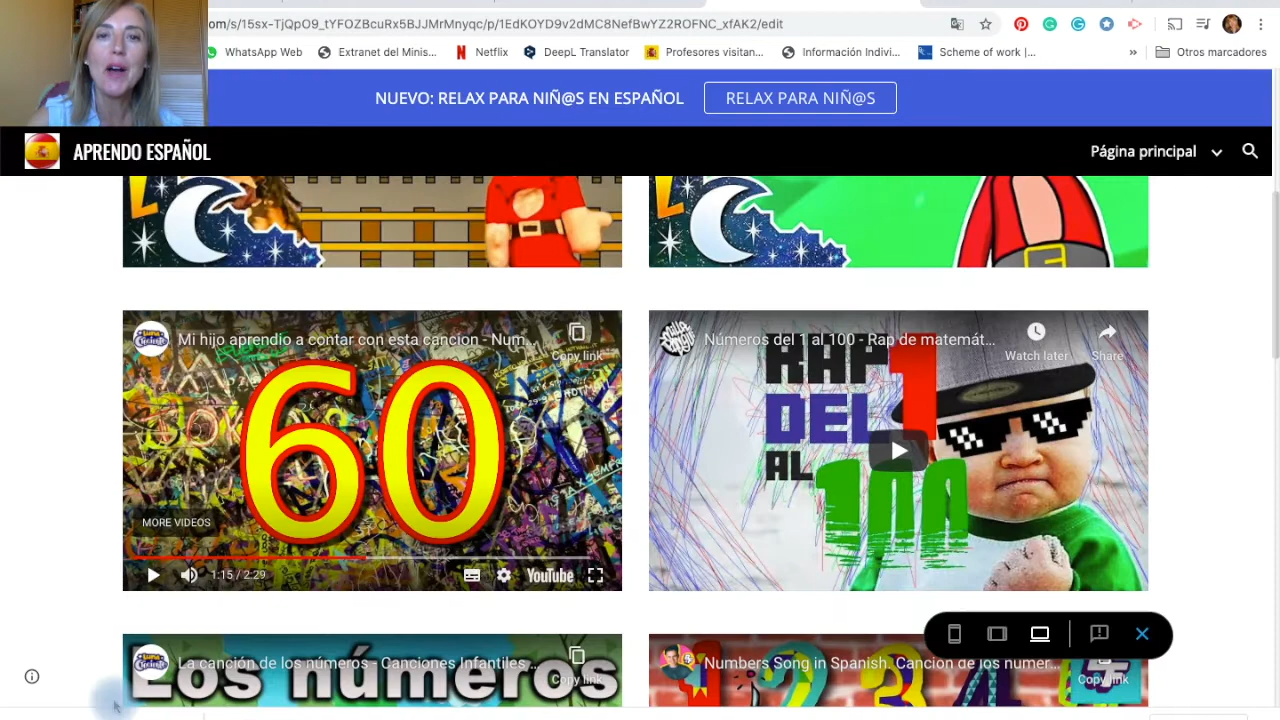 om/s/15sx-TjQpO9_tYFOZBcuRx5BJJMrMnyqc/p/1EdKOYD9v2dMC8NefBwYZ2ROFNC_xfAK2/edit
WhatsApp Web
Extranet del Minis...
Netflix
DeepL Translator
Profesores visitan...
Información Indivi...
Scheme of work |...
»
Otros marcadores
NUEVO: RELAX PARA NIÑ@S EN ESPAÑOL
RELAX PARA NIÑ@S
APRENDO ESPAÑOL
Página principal
Mi hijo aprendio a contar con esta cancion - Num...
Copy link
60
MORE VIDEOS
1:15 / 2:29
YouTube
Números del 1 al 100 - Rap de matemát...
Watch later
Share
RAP
DEL 1
AL 100
La canción de los números - Canciones Infantiles ...
Copy link
Los números
Numbers Song in Spanish. Cancion de los numer...
Copy link
1 2 3 4